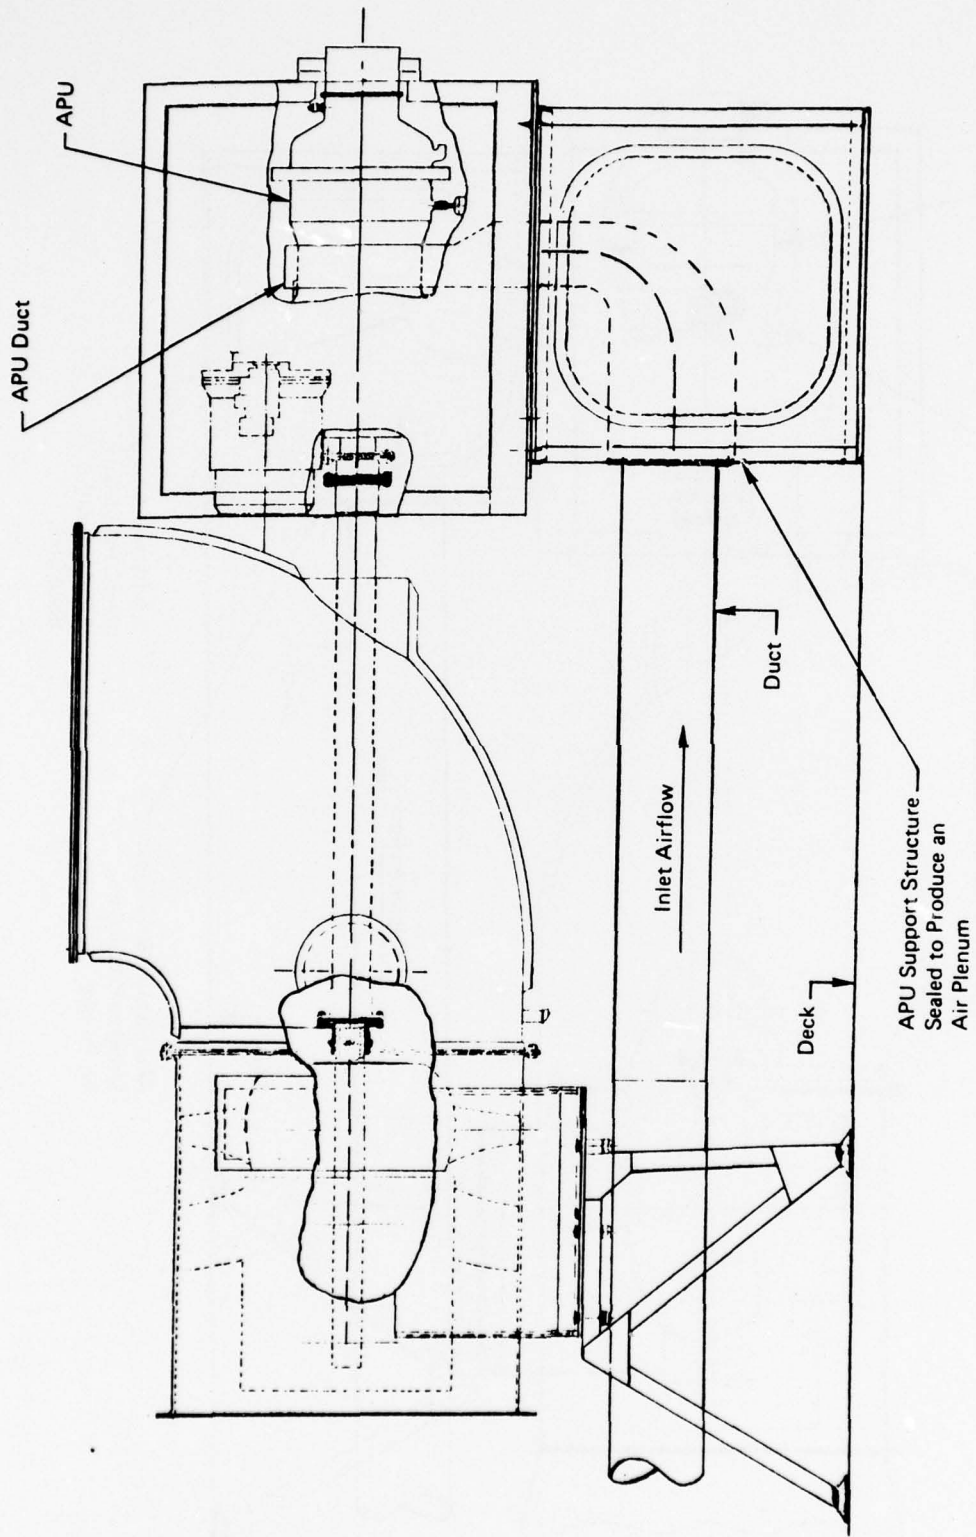 APU
APU Duct
Inlet Airflow
Duct
Deck
APU Support Structure
Sealed to Produce an
Air Plenum